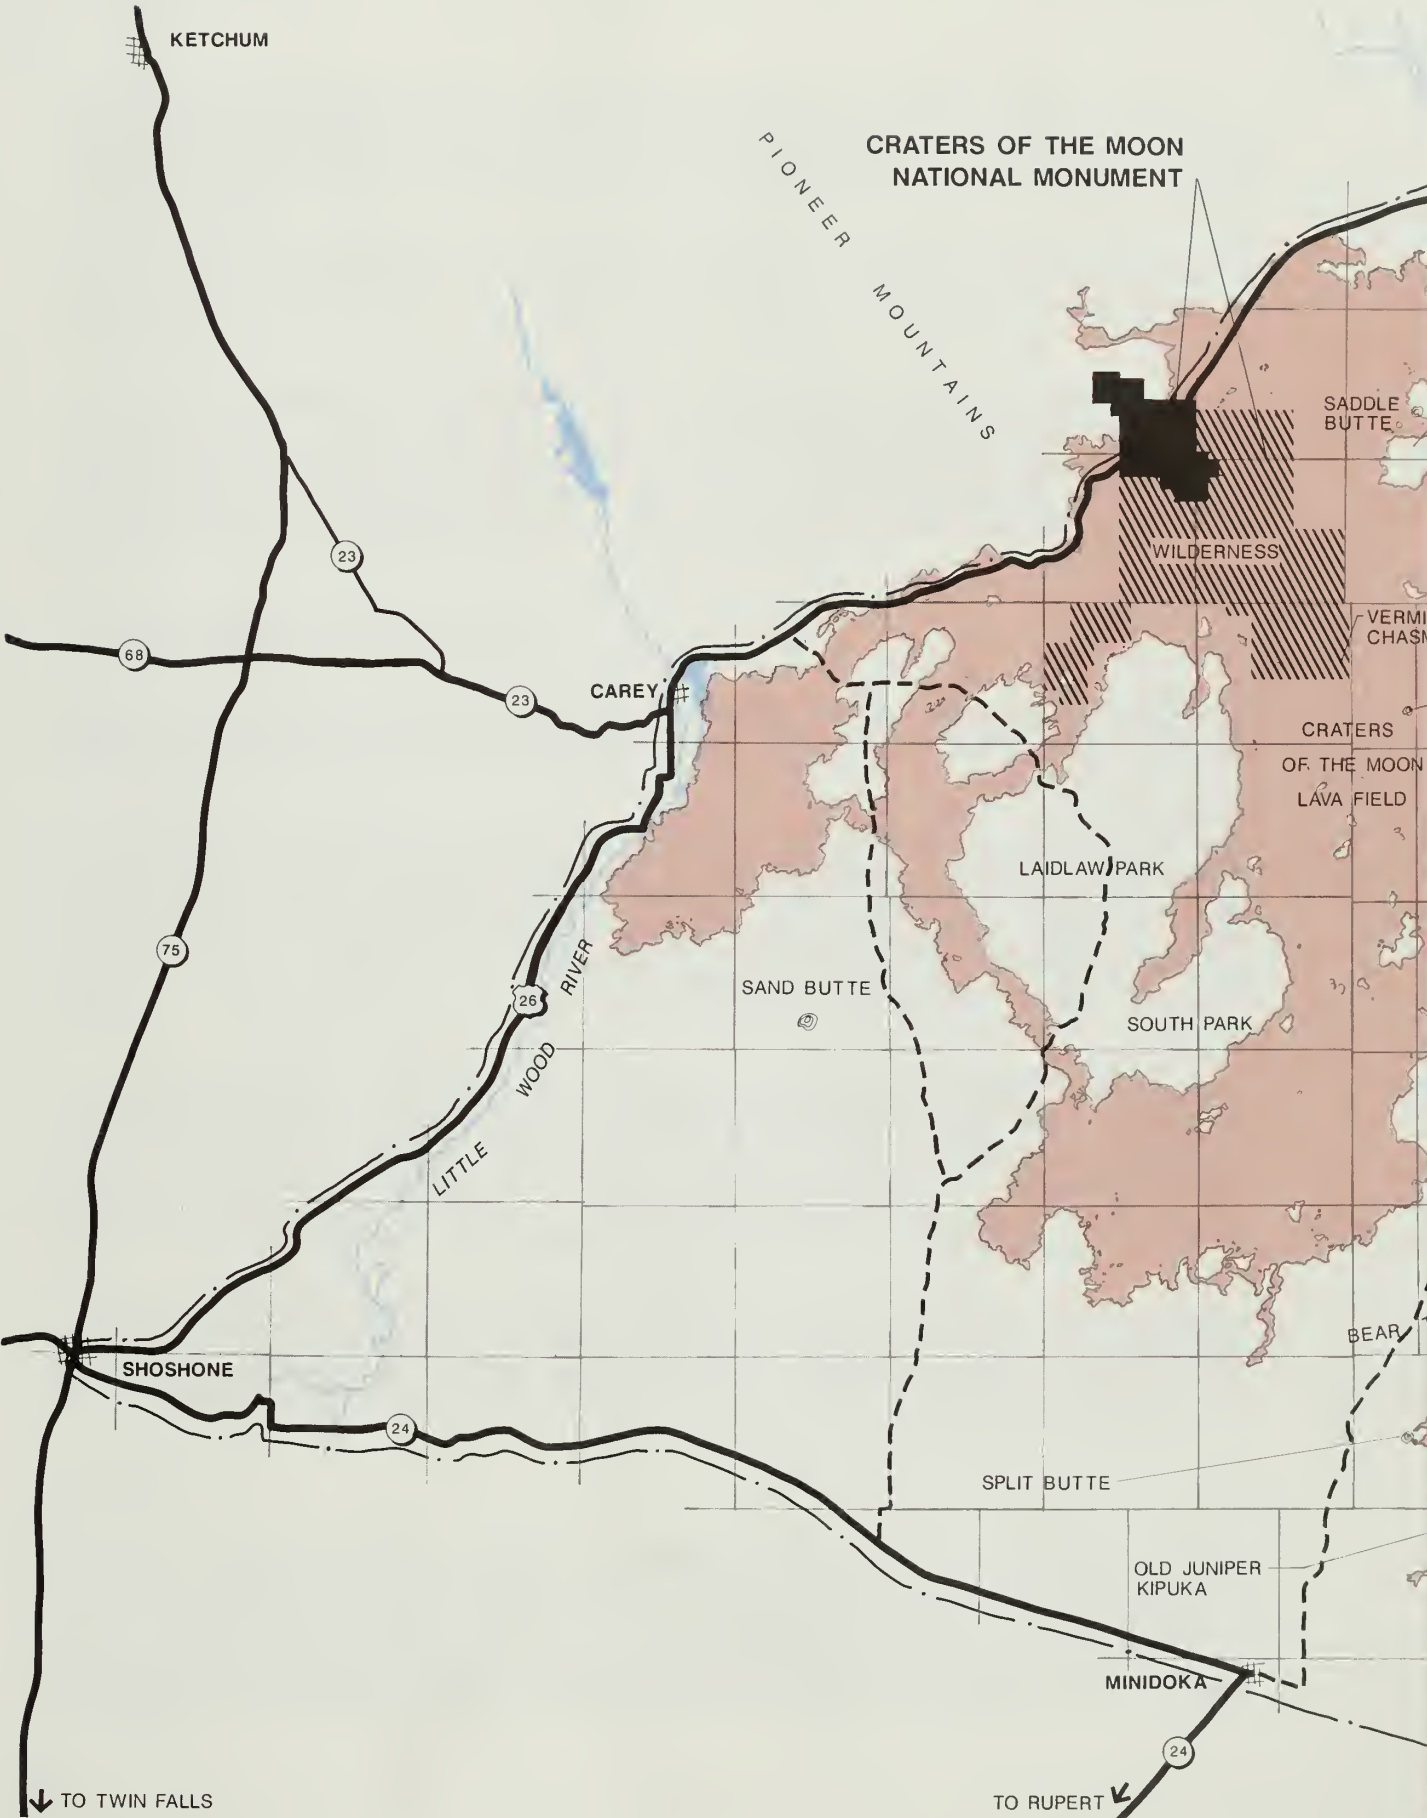 KETCHUM
CRATERS OF THE MOON
NATIONAL MONUMENT
PIONEER MOUNTAINS
SADDLE
BUTTE
23
WILDERNESS
68
VERMI
CHASM
CAREY
23
CRATERS
OF THE MOON
LAVA FIELD
LAIDLAW PARK
75
SAND BUTTE
26
SOUTH PARK
LITTLE WOOD RIVER
BEAR
SHOSHONE
24
SPLIT BUTTE
OLD JUNIPER
KIPUKA
MINIDOKA
24
TO TWIN FALLS
TO RUPERT